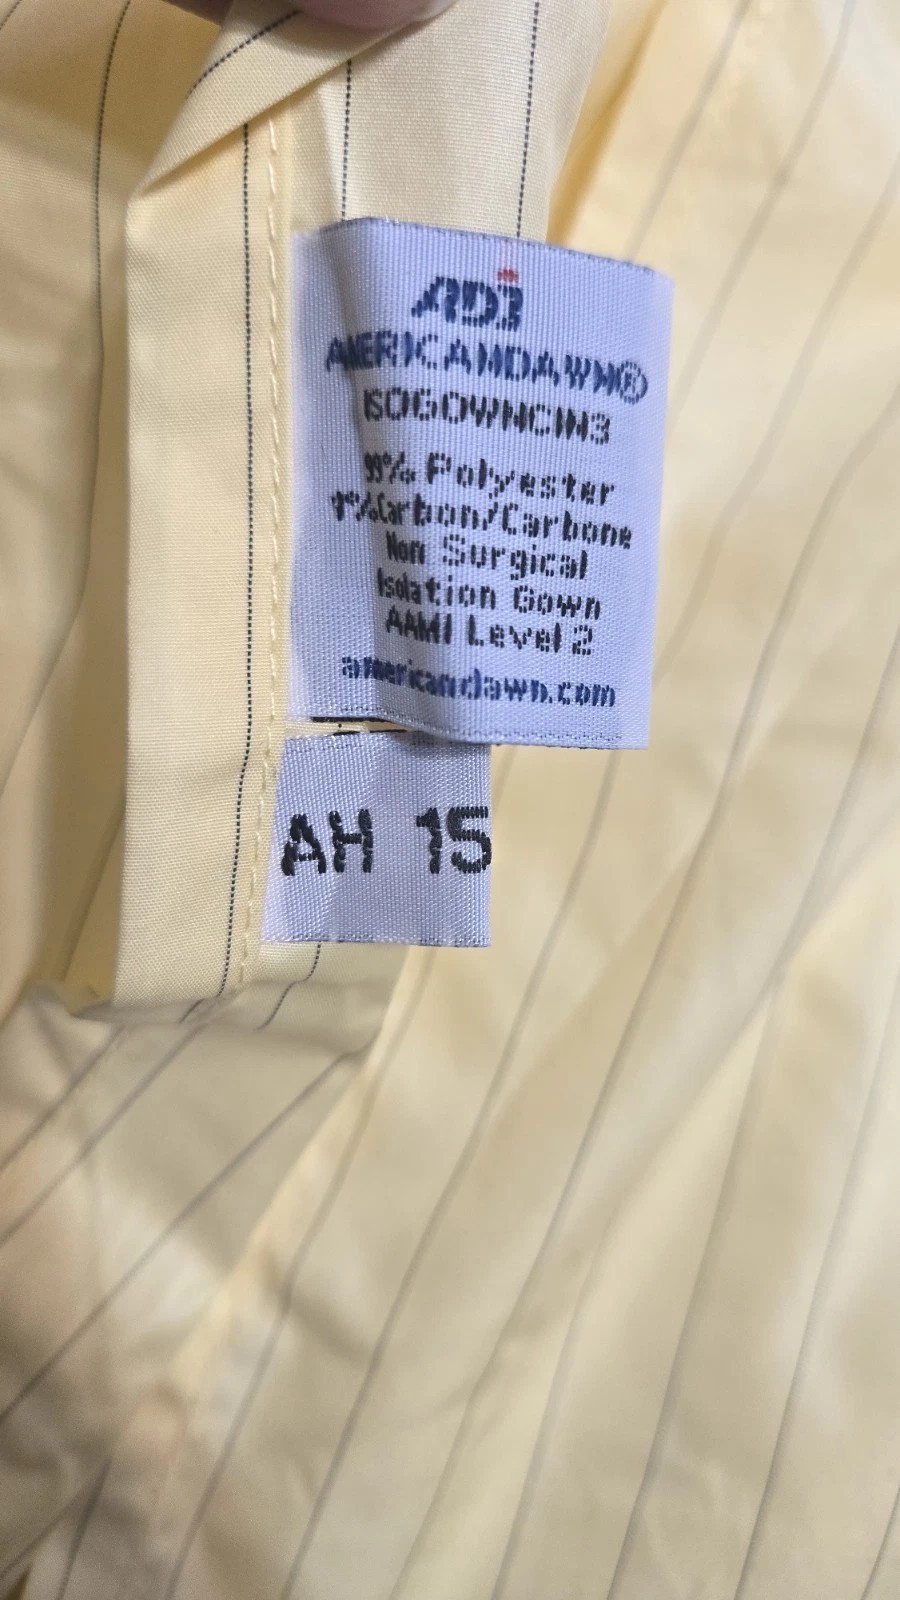 ADI
AMERICANDAWN®
ISOGOWNCIN3
99% Polyester
1%Carbon/Carbone
Non Surgical
Isolation Gown
AAMI Level 2
americandawn.com
AH 15